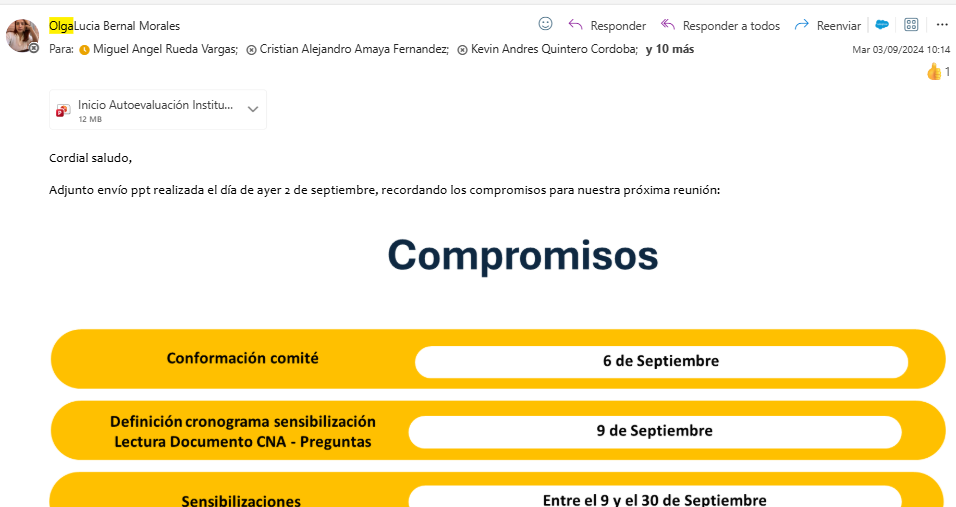 OlgaLucia Bernal Morales
Responder
Responder a todos
Reenviar
Para: Miguel Angel Rueda Vargas; Cristian Alejandro Amaya Fernandez; Kevin Andres Quintero Cordoba; y 10 más
Mar 03/09/2024 10:14
👍 1
Inicio Autoevaluación Institu...
12 MB
Cordial saludo,
Adjunto envío ppt realizada el día de ayer 2 de septiembre, recordando los compromisos para nuestra próxima reunión:
Compromisos
Conformación comité
6 de Septiembre
Definición cronograma sensibilización
Lectura Documento CNA - Preguntas
9 de Septiembre
Sensibilizaciones
Entre el 9 y el 30 de Septiembre